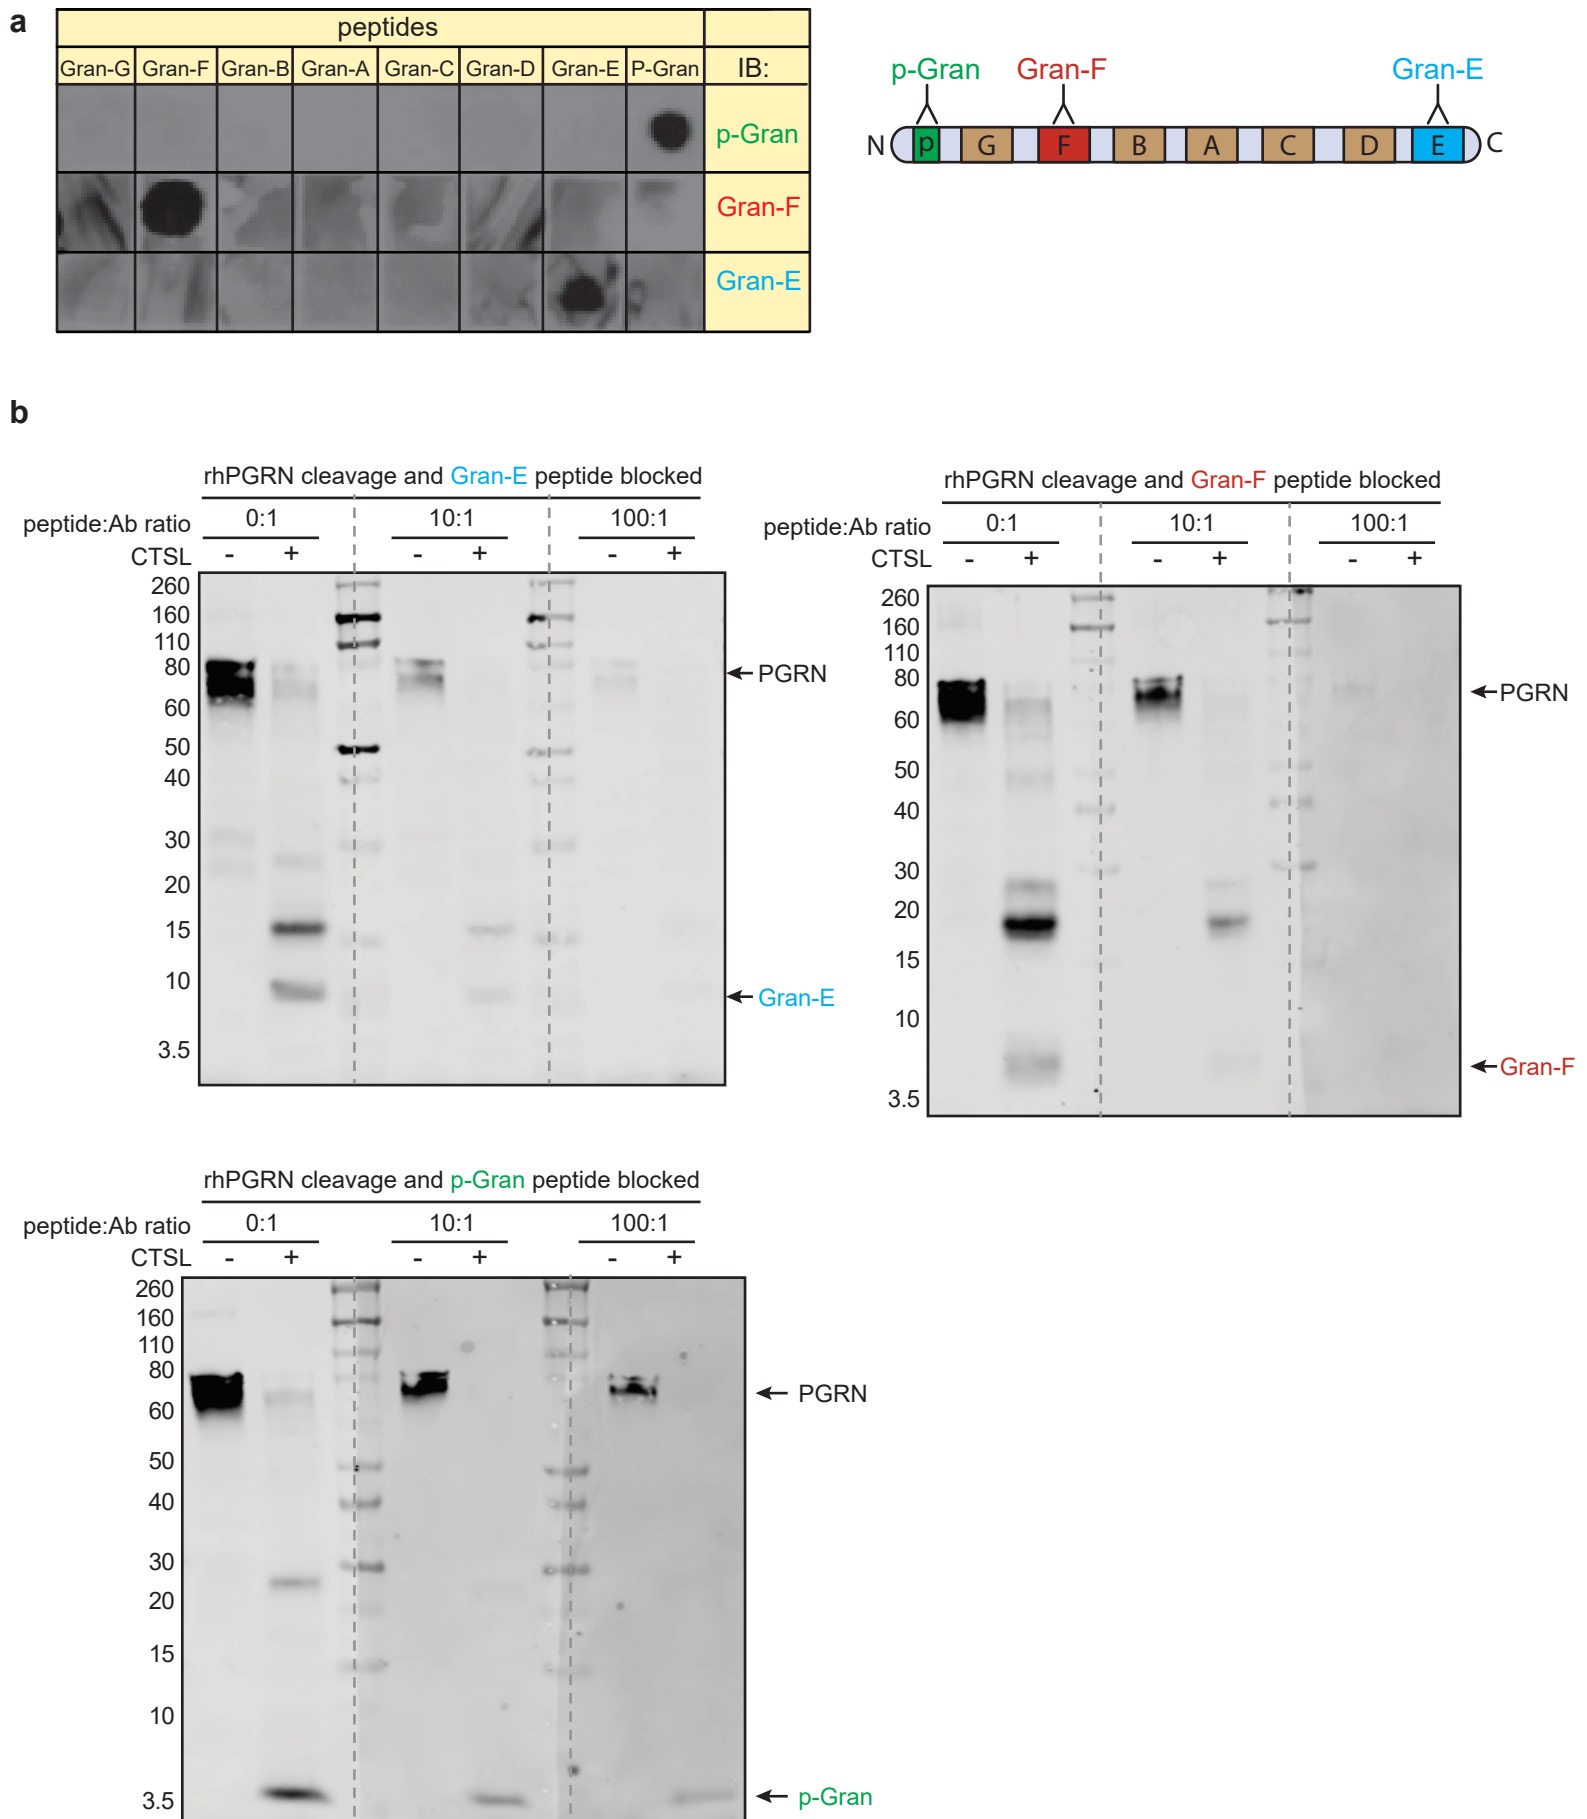 a
peptides
Gran-G Gran-F Gran-B Gran-A Gran-C Gran-D Gran-E P-Gran IB:
p-Gran
Gran-F
Gran-E
p-Gran Gran-F Gran-E
N p G F B A C D E C
b
rhPGRN cleavage and Gran-E peptide blocked
peptide:Ab ratio 0:1 10:1 100:1
CTSL - + - + - +
260
160
110
80
60
50
40
30
20
15
10
3.5
PGRN
Gran-E
rhPGRN cleavage and Gran-F peptide blocked
peptide:Ab ratio 0:1 10:1 100:1
CTSL - + - + - +
260
160
110
80
60
50
40
30
20
15
10
3.5
PGRN
Gran-F
rhPGRN cleavage and p-Gran peptide blocked
peptide:Ab ratio 0:1 10:1 100:1
CTSL - + - + - +
260
160
110
80
60
50
40
30
20
15
10
3.5
PGRN
p-Gran